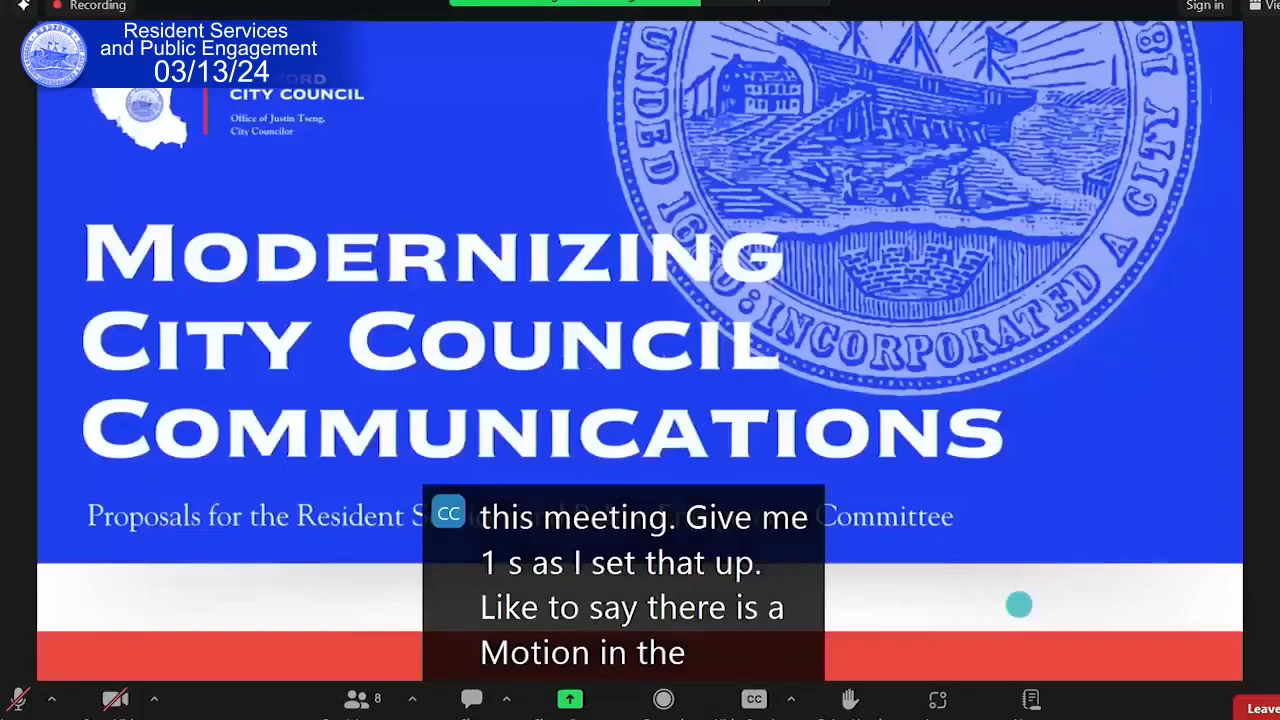 Recording
Sign in
Resident Services
and Public Engagement
03/13/24
CITY COUNCIL
Office of Justin Tseng,
City Councilor
INCORPORATED A CITY
MODERNIZING
CITY COUNCIL
COMMUNICATIONS
Proposals for the Resident
Committee
CC
this meeting. Give me
1 s as I set that up.
Like to say there is a
Motion in the
8
CC
Leave